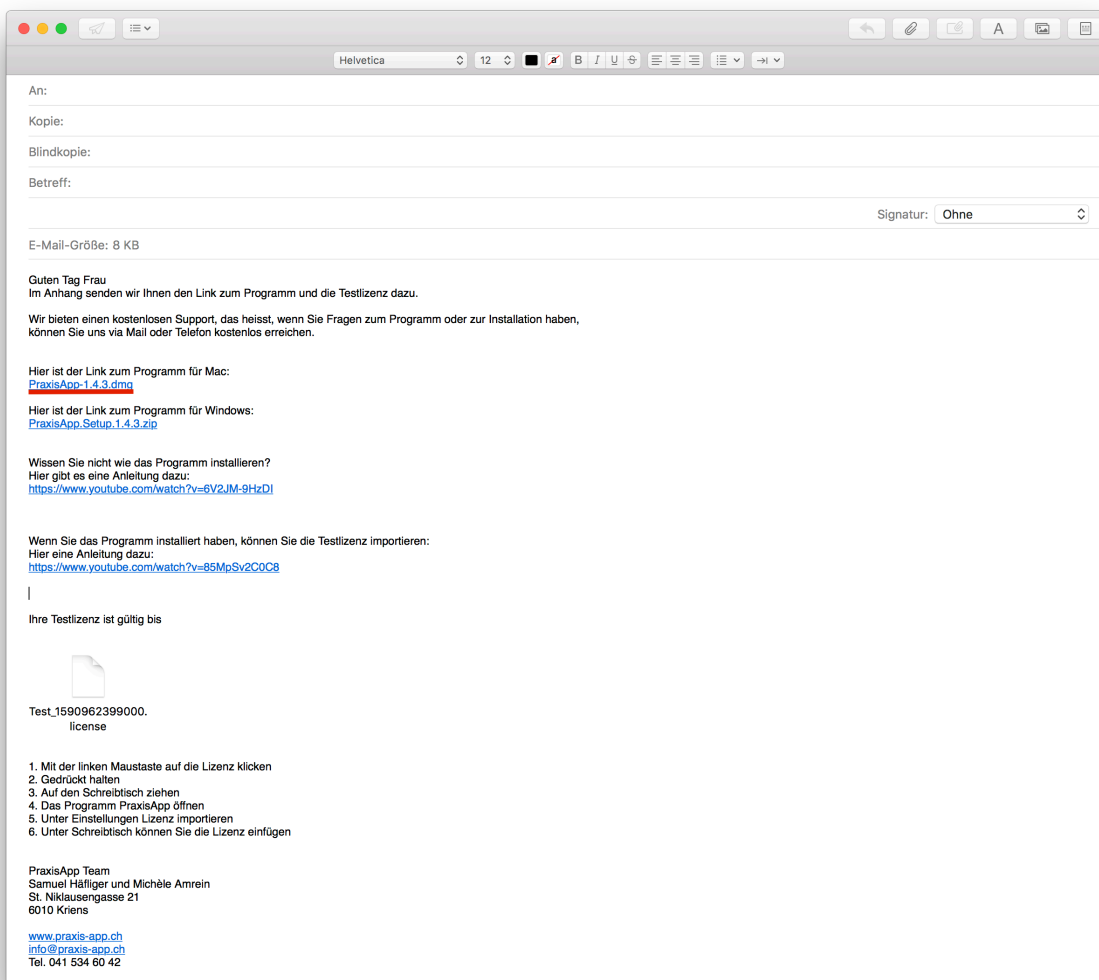 Helvetica 12 a B I U S
A
An:
Kopie:
Blindkopie:
Betreff:
Signatur: Ohne
E-Mail-Größe: 8 KB
Guten Tag Frau
Im Anhang senden wir Ihnen den Link zum Programm und die Testlizenz dazu.
Wir bieten einen kostenlosen Support, das heisst, wenn Sie Fragen zum Programm oder zur Installation haben,
können Sie uns via Mail oder Telefon kostenlos erreichen.
Hier ist der Link zum Programm für Mac:
PraxisApp-1.4.3.dmg
Hier ist der Link zum Programm für Windows:
PraxisApp.Setup.1.4.3.zip
Wissen Sie nicht wie das Programm installieren?
Hier gibt es eine Anleitung dazu:
https://www.youtube.com/watch?v=6V2JM-9HzDI
Wenn Sie das Programm installiert haben, können Sie die Testlizenz importieren:
Hier eine Anleitung dazu:
https://www.youtube.com/watch?v=85MpSv2C0C8
Ihre Testlizenz ist gültig bis
Test_1590962399000.
license
1. Mit der linken Maustaste auf die Lizenz klicken
2. Gedrückt halten
3. Auf den Schreibtisch ziehen
4. Das Programm PraxisApp öffnen
5. Unter Einstellungen Lizenz importieren
6. Unter Schreibtisch können Sie die Lizenz einfügen
PraxisApp Team
Samuel Häfliger und Michèle Amrein
St. Niklausengasse 21
6010 Kriens
www.praxis-app.ch
info@praxis-app.ch
Tel. 041 534 60 42